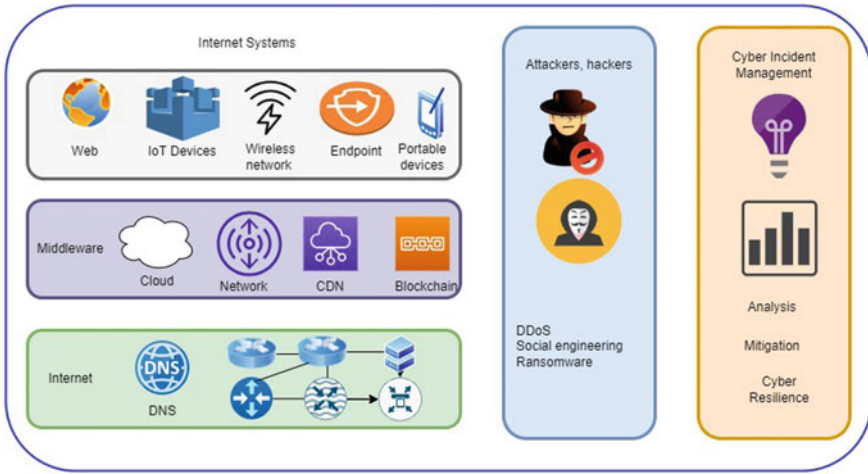 Internet Systems
Web
IoT Devices
Wireless
network
Endpoint
Portable
devices
Middleware
Cloud
Network
CDN
Blockchain
Internet
DNS
DNS
Attackers, hackers
DDoS
Social engineering
Ransomware
Cyber Incident
Management
Analysis
Mitigation
Cyber
Resilience